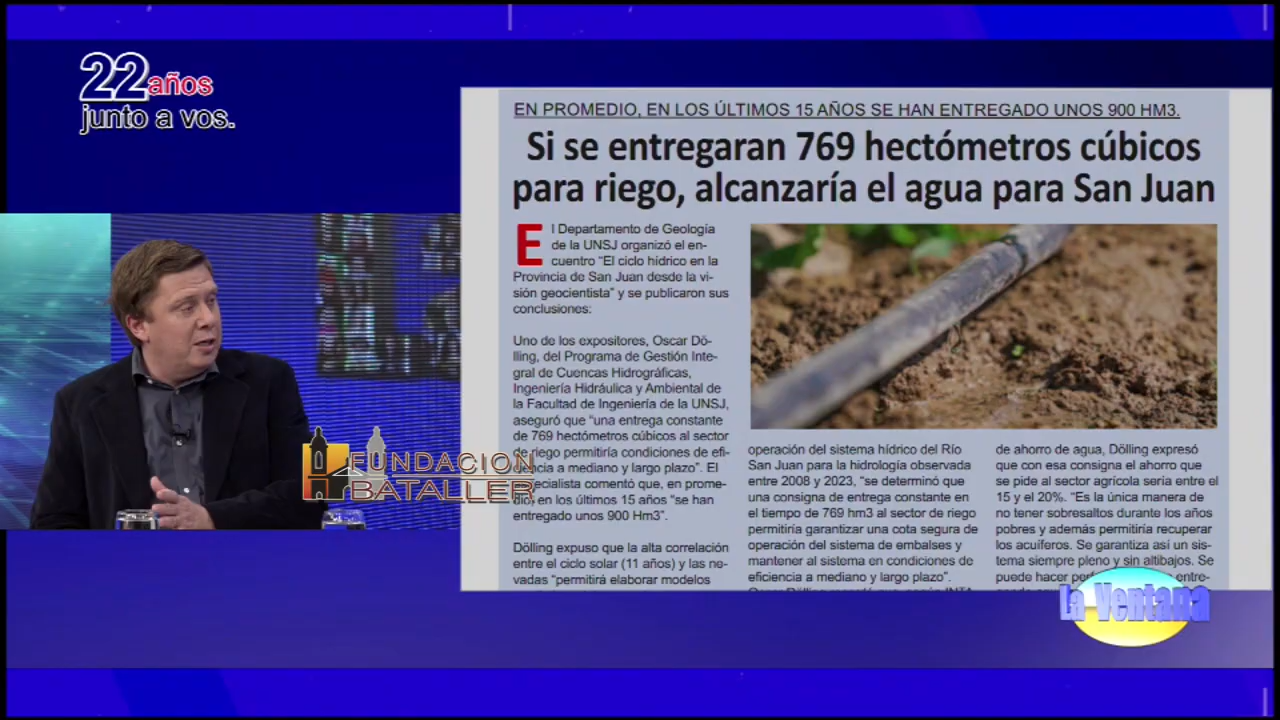 22 años
junto a vos.
EN PROMEDIO, EN LOS ÚLTIMOS 15 AÑOS SE HAN ENTREGADO UNOS 900 HM3.
Si se entregaran 769 hectómetros cúbicos
para riego, alcanzaría el agua para San Juan
El Departamento de Geología
de la UNSJ organizó el en-
cuentro “El ciclo hídrico en la
Provincia de San Juan desde la vi-
sión geocientista” y se publicaron sus
conclusiones:
Uno de los expositores, Oscar Dö-
lling, del Programa de Gestión Inte-
gral de Cuencas Hidrográficas,
Ingeniería Hidráulica y Ambiental de
la Facultad de Ingeniería de la UNSJ,
aseguró que “una entrega constante
de 769 hectómetros cúbicos al sector
riego permitiría condiciones de efi-
encia a mediano y largo plazo”. El
especialista comentó que, en prome-
dio, en los últimos 15 años “se han
entregado unos 900 Hm3”.
Dölling expuso que la alta correlación
entre el ciclo solar (11 años) y las ne-
vadas “permitirá elaborar modelos
operación del sistema hídrico del Río
San Juan para la hidrología observada
entre 2008 y 2023, “se determinó que
una consigna de entrega constante en
el tiempo de 769 hm3 al sector de riego
permitiría garantizar una cota segura de
operación del sistema de embalses y
mantener al sistema en condiciones de
eficiencia a mediano y largo plazo”.
de ahorro de agua, Dölling expresó
que con esa consigna el ahorro que
se pide al sector agrícola sería entre el
15 y el 20%. “Es la única manera de
no tener sobresaltos durante los años
pobres y además permitiría recuperar
los acuíferos. Se garantiza así un sis-
tema siempre pleno y sin altibajos. Se
puede hacer entre-
FUNDACION
BATALLER
La Ventana